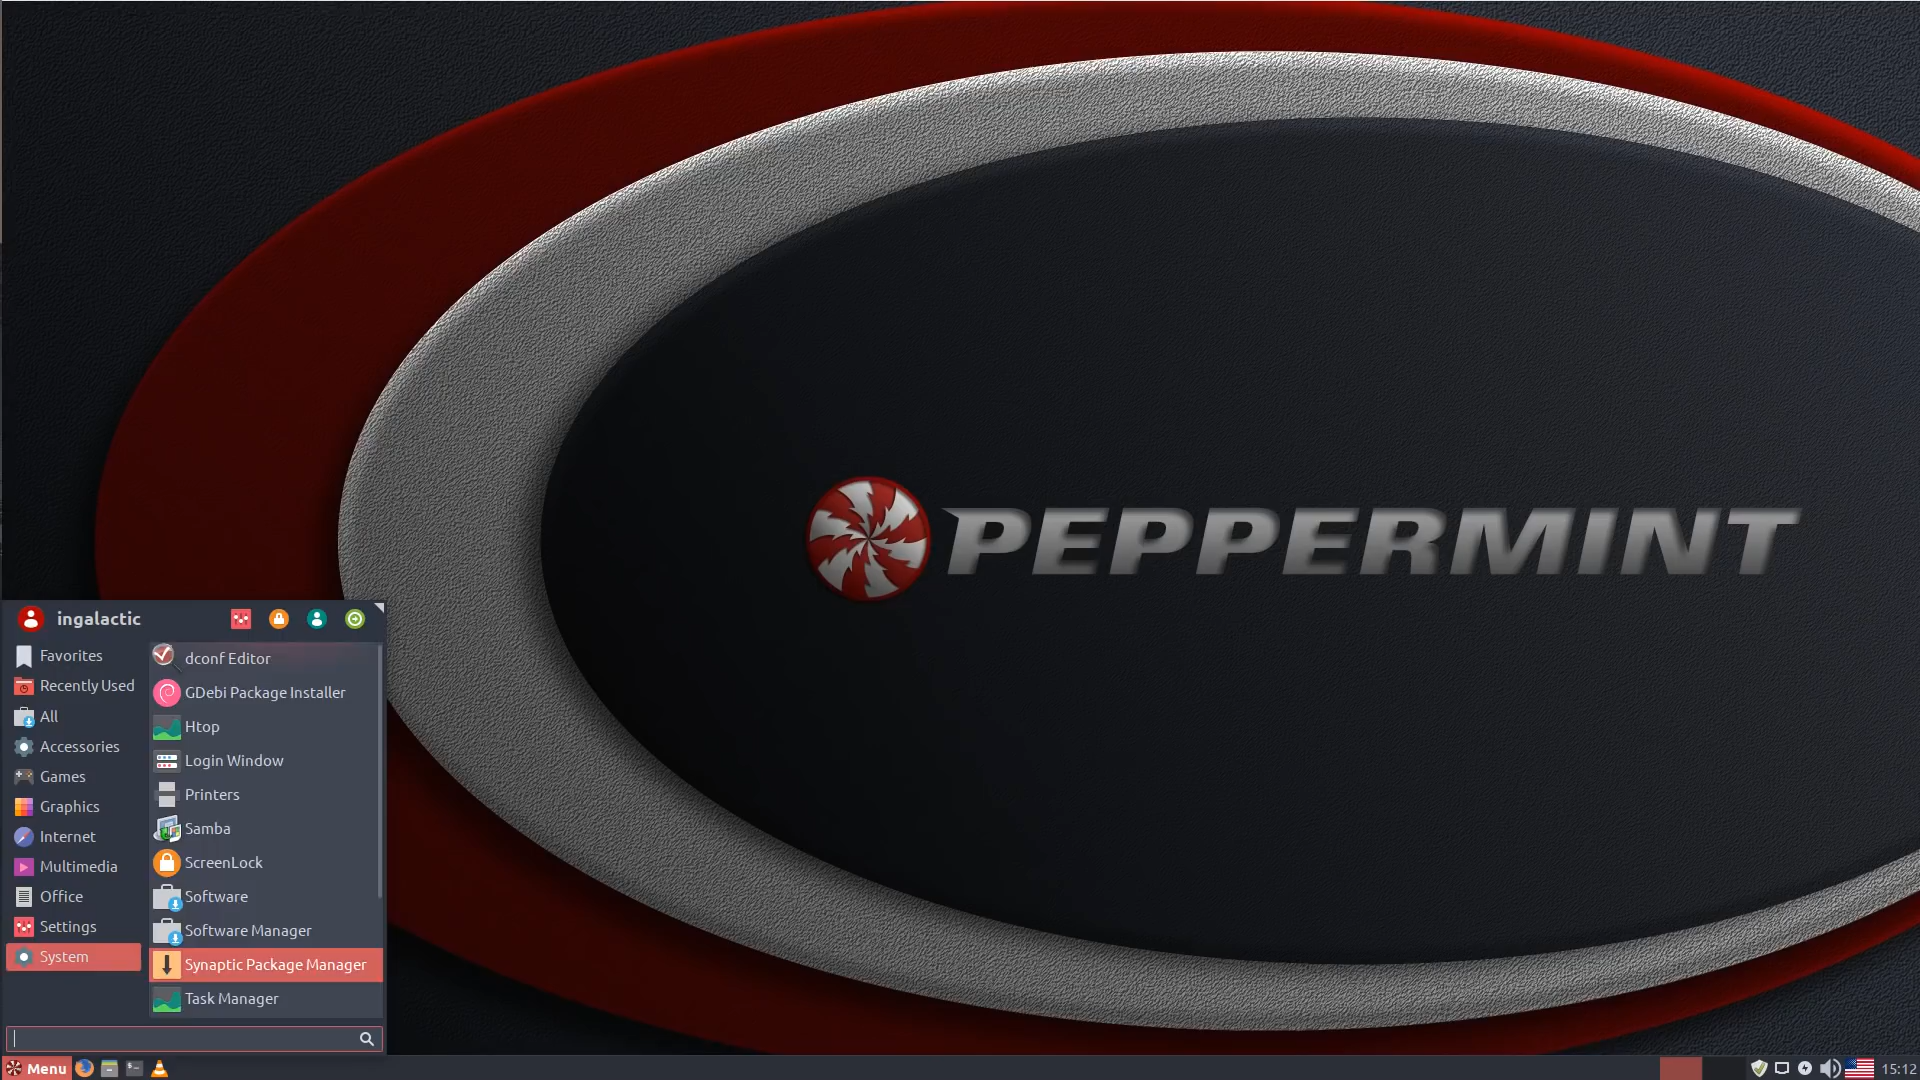 PEPPERMINT
ingalactic
Favorites
Recently Used
All
Accessories
Games
Graphics
Internet
Multimedia
Office
Settings
System
dconf Editor
GDebi Package Installer
Htop
Login Window
Printers
Samba
ScreenLock
Software
Software Manager
Synaptic Package Manager
Task Manager
Menu
15:12